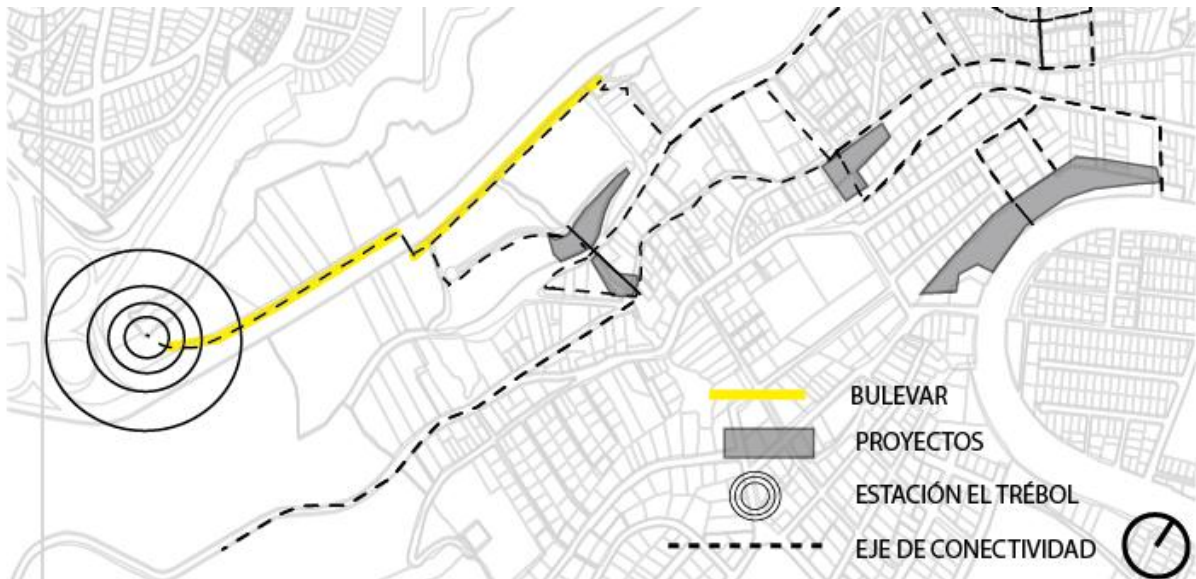 BULEVAR
PROYECTOS
ESTACIÓN EL TRÉBOL
EJE DE CONECTIVIDAD